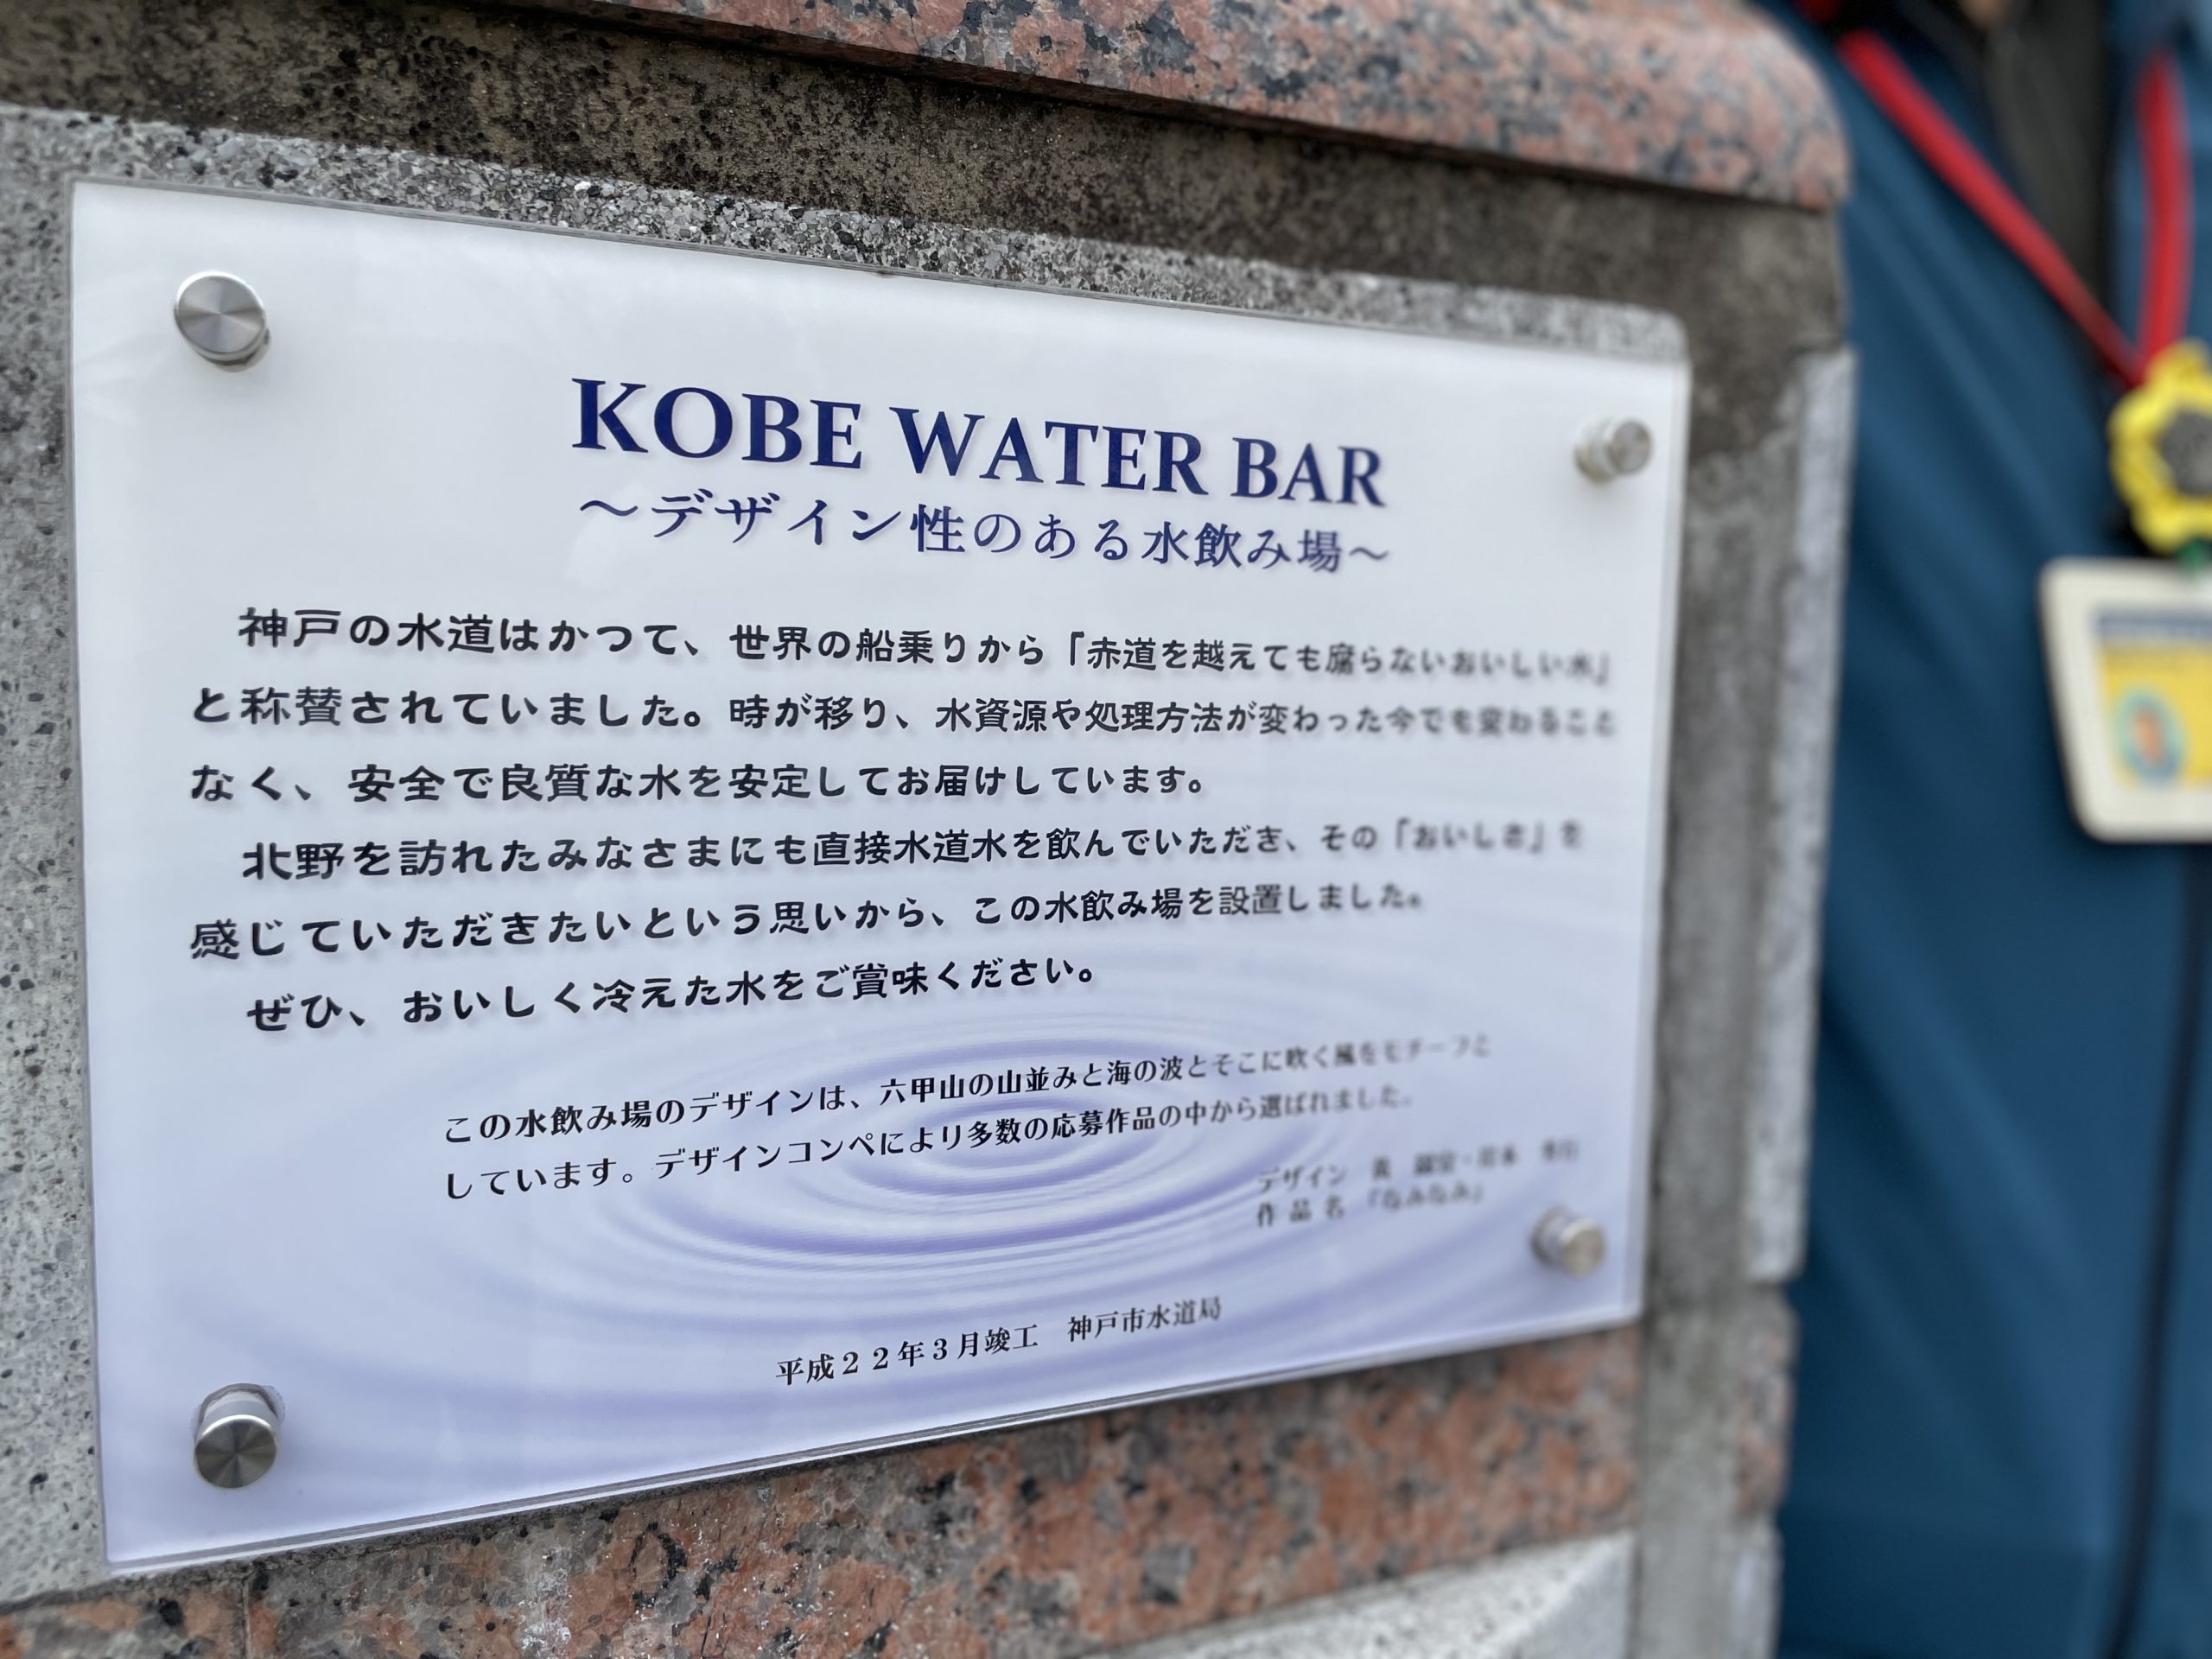 KOBE WATER BAR
～デザイン性のある水飲み場～
神戸の水道はかつて、世界の船乗りから「赤道を越えても腐らないおいしい水」
と称賛されていました。時が移り、水資源や処理方法が変わった今でも変わること
なく、安全で良質な水を安定してお届けしています。
北野を訪れたみなさまにも直接水道水を飲んでいただき、その「おいしさ」を
感じていただきたいという思いから、この水飲み場を設置しました。
ぜひ、おいしく冷えた水をご賞味ください。
この水飲み場のデザインは、六甲山の山並みと海の波とそこに吹く風をモチーフと
しています。デザインコンペにより多数の応募作品の中から選ばれました。
デザイン
作品名 「なみなみ」
平成２２年３月竣工　神戸市水道局